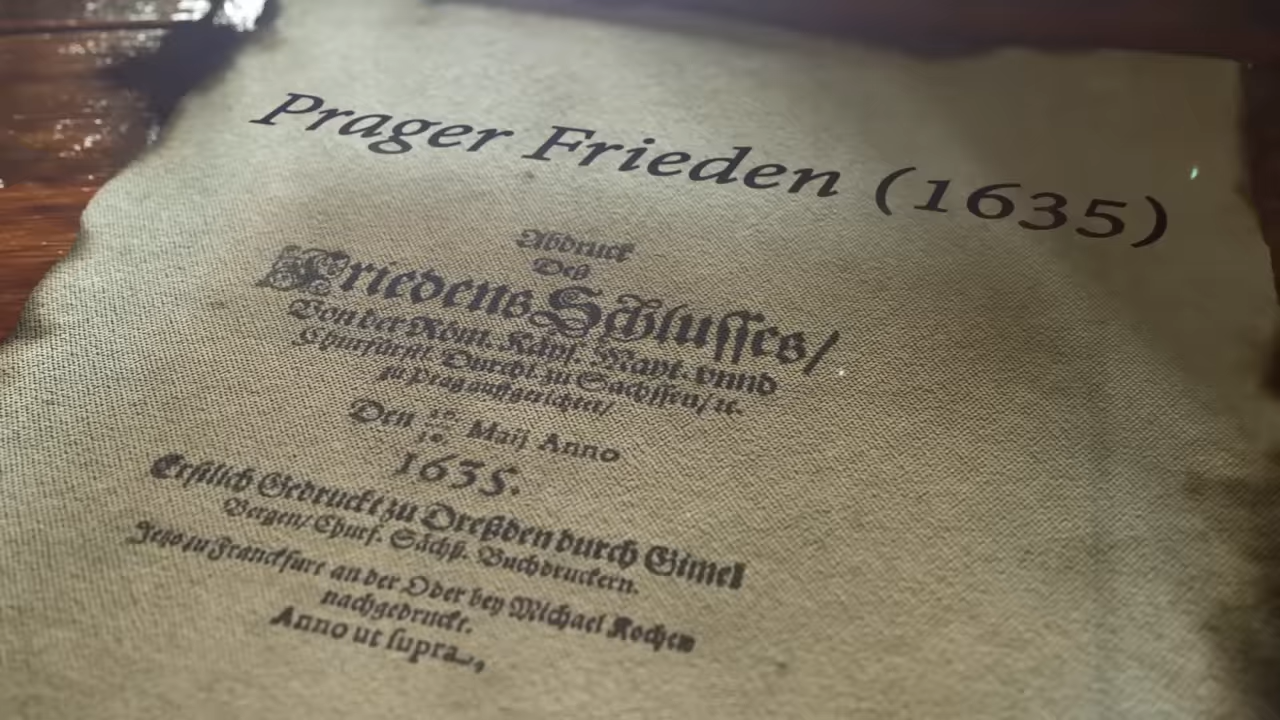 Prager Frieden (1635)
Abdruck
Deß
Friedens Schlusses/
Von der Röm. Käys. Mayt. vnnd
Churfürstl. Durchl. zu Sachssen/ ꝛc.
zu Prag auffgerichtet/
Den Maij Anno
1635.
Erstlich Gedruckt zu Dreßden durch Gimel
Bergen/ Churf. Sächß. Buchdruckern.
Jetzo zu Franckfurt an der Oder bey Michael Kochen
nachgedruckt.
Anno ut supra